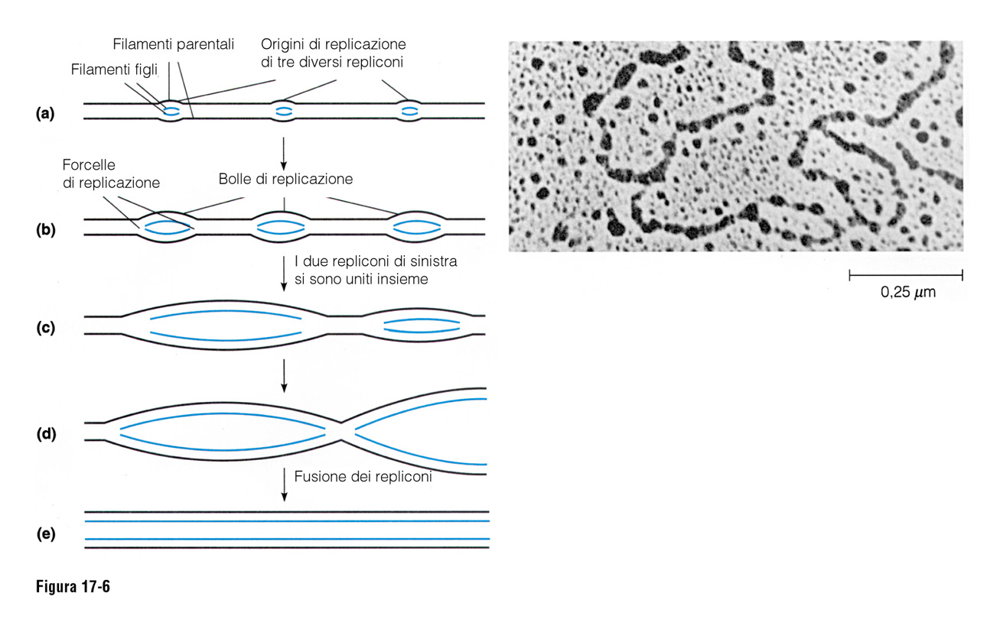 Filamenti parentali
Filamenti figli
Origini di replicazione
di tre diversi repliconi
(a)
Forcelle
di replicazione
Bolle di replicazione
(b)
I due repliconi di sinistra
si sono uniti insieme
(c)
(d)
Fusione dei repliconi
(e)
0,25 μm
Figura 17-6